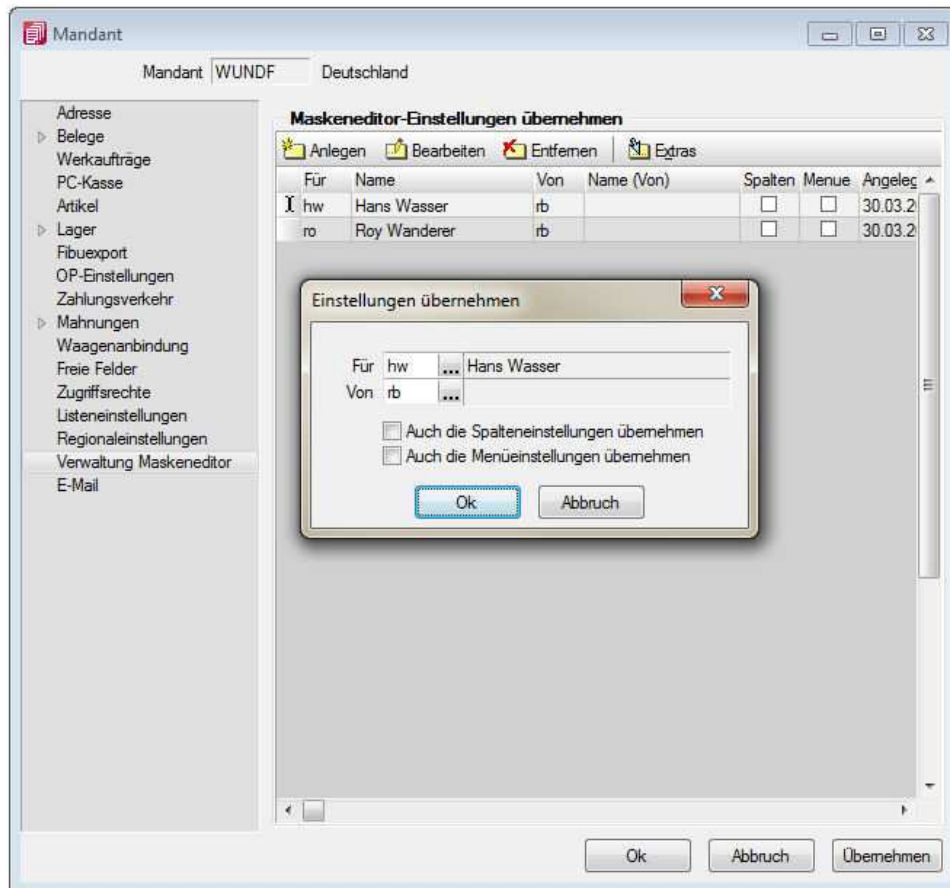 Mandant
Mandant WUNDF Deutschland
Adresse
Belege
Werkaufträge
PC-Kasse
Artikel
Lager
Fibuexport
OP-Einstellungen
Zahlungsverkehr
Mahnungen
Waagenanbindung
Freie Felder
Zugriffsrechte
Listeneinstellungen
Regionaleinstellungen
Verwaltung Maskeneditor
E-Mail
Maskeneditor-Einstellungen übernehmen
Anlegen Bearbeiten Entfernen Extras
Für Name Von Name (Von) Spalten Menue Angeleg
hw Hans Wasser rb 30.03.2
ro Roy Wanderer rb 30.03.2
Einstellungen übernehmen
Für hw ... Hans Wasser
Von rb ...
Auch die Spalteneinstellungen übernehmen
Auch die Menüeinstellungen übernehmen
Ok Abbruch
Ok Abbruch Übernehmen